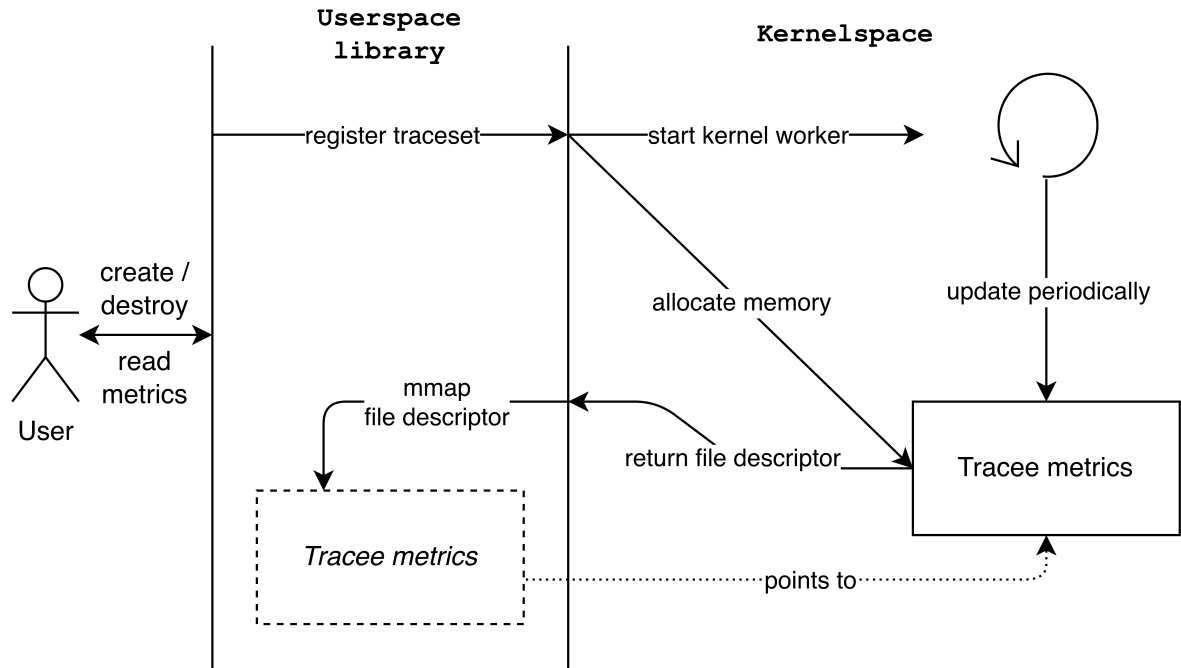 Userspace
library
Kernelspace
register traceset
start kernel worker
create /
destroy
read
metrics
User
allocate memory
update periodically
mmap
file descriptor
return file descriptor
Tracee metrics
Tracee metrics
points to